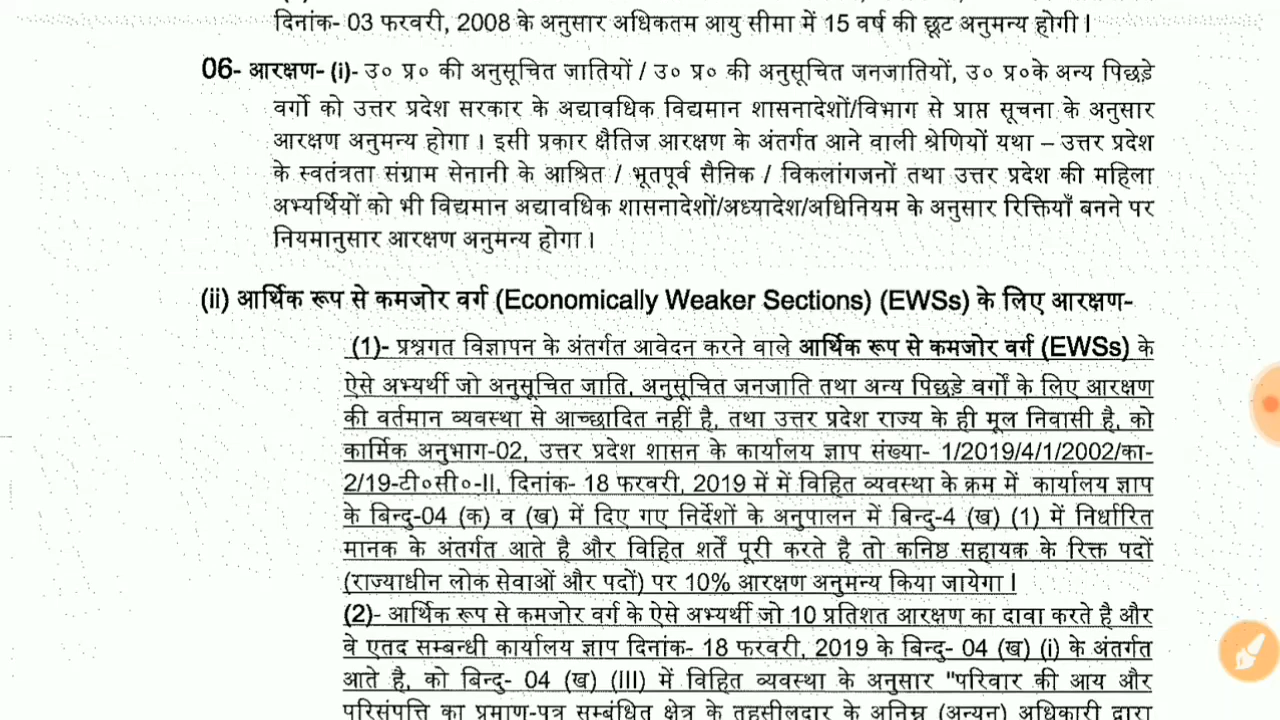 दिनांक- 03 फरवरी, 2008 के अनुसार अधिकतम आयु सीमा में 15 वर्ष की छूट अनुमन्य होगी।
06- आरक्षण- (i)- उ० प्र० की अनुसूचित जातियों / उ० प्र० की अनुसूचित जनजातियों, उ० प्र०के अन्य पिछड़े
वर्गो को उत्तर प्रदेश सरकार के अद्यावधिक विद्यमान शासनादेशों/विभाग से प्राप्त सूचना के अनुसार
आरक्षण अनुमन्य होगा । इसी प्रकार क्षैतिज आरक्षण के अंतर्गत आने वाली श्रेणियों यथा – उत्तर प्रदेश
के स्वतंत्रता संग्राम सेनानी के आश्रित / भूतपूर्व सैनिक / विकलांगजनों तथा उत्तर प्रदेश की महिला
अभ्यर्थियों को भी विद्यमान अद्यावधिक शासनादेशों/अध्यादेश/अधिनियम के अनुसार रिक्तियाँ बनने पर
नियमानुसार आरक्षण अनुमन्य होगा ।
(ii) आर्थिक रूप से कमजोर वर्ग (Economically Weaker Sections) (EWSs) के लिए आरक्षण-
(1)- प्रश्नगत विज्ञापन के अंतर्गत आवेदन करने वाले आर्थिक रूप से कमजोर वर्ग (EWSs) के
ऐसे अभ्यर्थी जो अनुसूचित जाति, अनुसूचित जनजाति तथा अन्य पिछड़े वर्गों के लिए आरक्षण
की वर्तमान व्यवस्था से आच्छादित नहीं है, तथा उत्तर प्रदेश राज्य के ही मूल निवासी है, को
कार्मिक अनुभाग-02, उत्तर प्रदेश शासन के कार्यालय ज्ञाप संख्या- 1/2019/4/1/2002/का-
2/19-टी०सी०-II, दिनांक- 18 फरवरी, 2019 में में विहित व्यवस्था के क्रम में कार्यालय ज्ञाप
के बिन्दु-04 (क) व (ख) में दिए गए निर्देशों के अनुपालन में बिन्दु-4 (ख) (1) में निर्धारित
मानक के अंतर्गत आते है और विहित शर्तें पूरी करते है तो कनिष्ठ सहायक के रिक्त पदों
(राज्याधीन लोक सेवाओं और पदों) पर 10% आरक्षण अनुमन्य किया जायेगा।
(2)- आर्थिक रूप से कमजोर वर्ग के ऐसे अभ्यर्थी जो 10 प्रतिशत आरक्षण का दावा करते है और
वे एतद सम्बन्धी कार्यालय ज्ञाप दिनांक- 18 फरवरी, 2019 के बिन्दु- 04 (ख) (i) के अंतर्गत
आते है, को बिन्दु- 04 (ख) (III) में विहित व्यवस्था के अनुसार "परिवार की आय और
परिसंपत्ति का प्रमाण-पत्र सम्बंधित क्षेत्र के तहसीलदार के अनिम्न (अन्यन) अधिकारी द्वारा